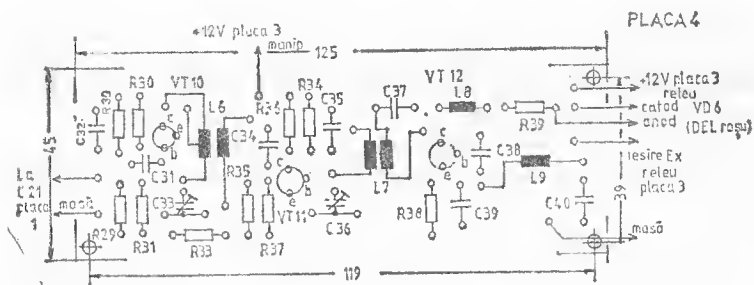 PLACA 4
+12V placa 3
manip
125
R30
R30
VT10
L6
R36
R34
C35
C37
VT 12
L8
+12V placa 3
releu
catod
VD6
anod
(DEL roșu)
R39
C32
45
e
c
b
C34
c
b
e
c
b
e
C38
L7
L9
Iesire Ex
releu
placa 3
39
La
C21
placa
1
masă
C31
C33
R35
VT11
C36
R38
C39
C40
masă
R29
R31
R33
R37
119